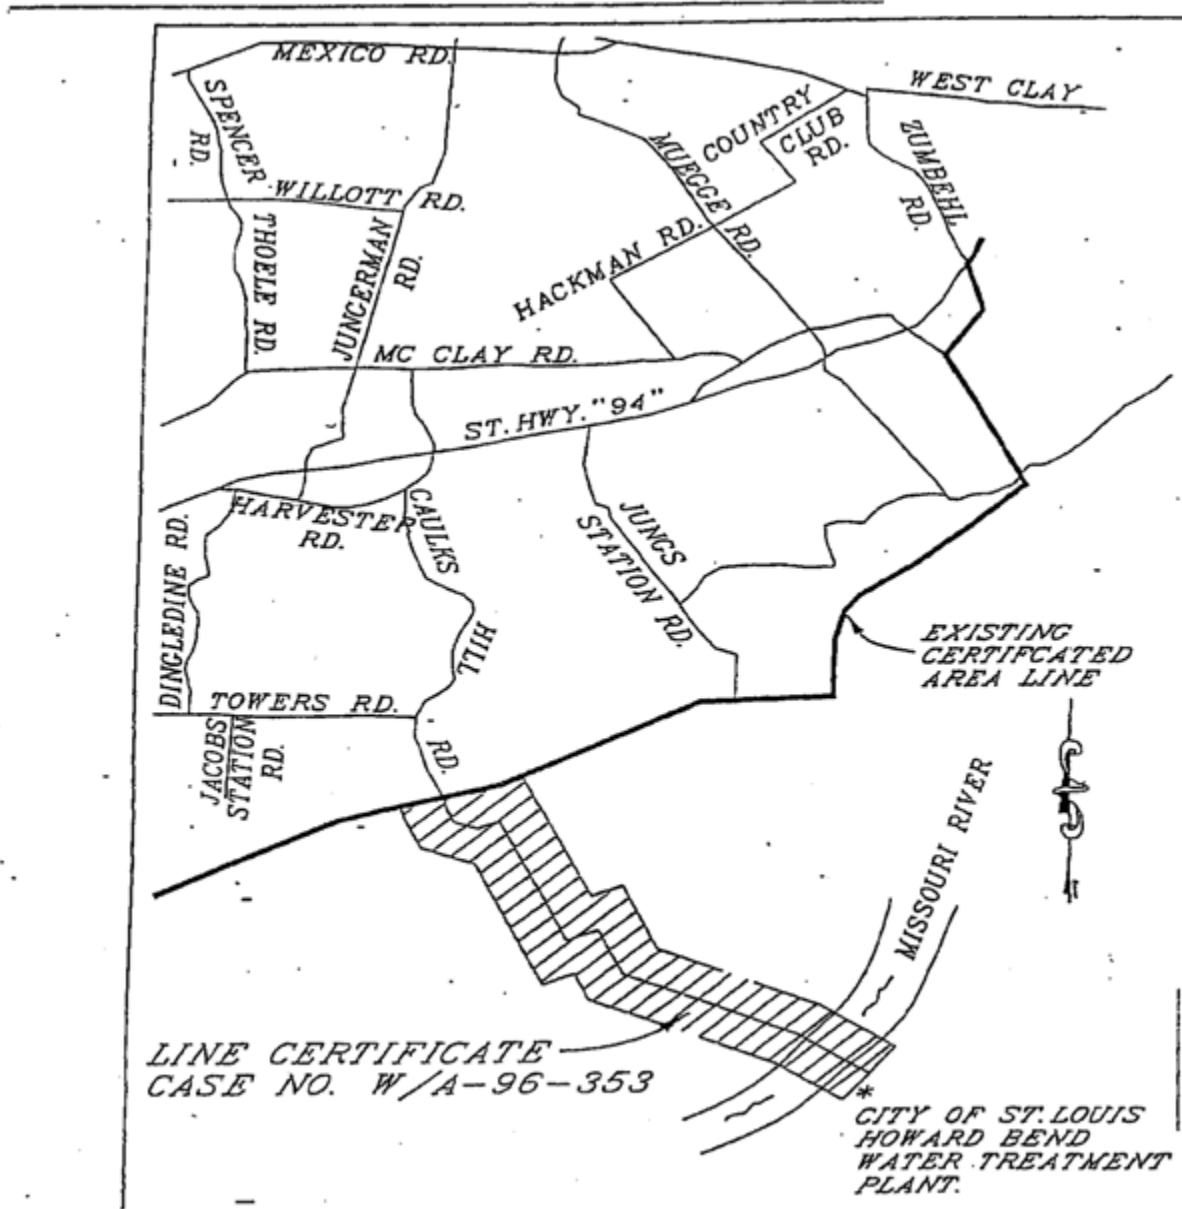 MEXICO RD.
WEST CLAY
SPENCER
RD.
COUNTRY
CLUB
RD.
MUEGGE RD.
ZUMBEHL
RD.
WILLOTT RD.
THOELE RD.
JUNGERMAN
RD.
HACKMAN RD.
MC CLAY RD.
ST. HWY. "94"
HARVESTER
RD.
CAULKS
HILL
RD.
JUNGS
STATION RD.
DINGLEDINE RD.
TOWERS RD.
JACOBS
STATION
RD.
EXISTING
CERTIFCATED
AREA LINE
MISSOURI RIVER
LINE CERTIFICATE
CASE NO. W/A-96-353
*
CITY OF ST.LOUIS
HOWARD BEND
WATER TREATMENT
PLANT.